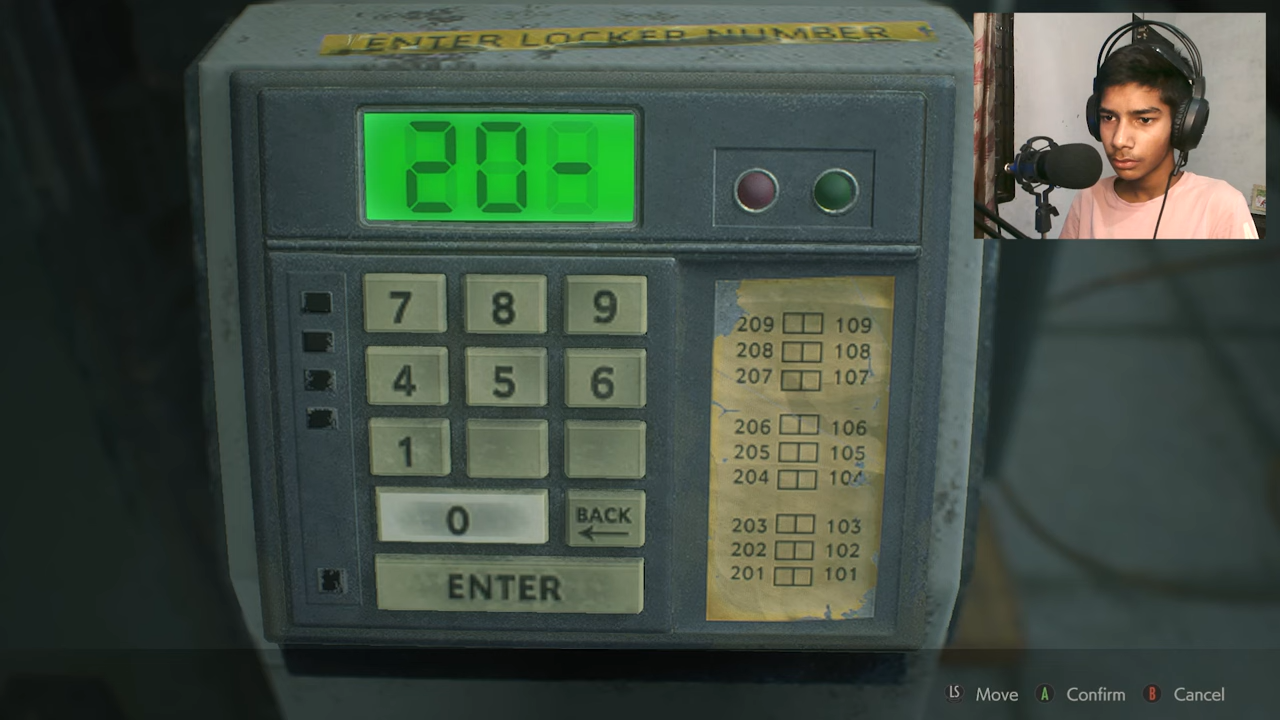 ENTER LOCKER NUMBER
20-
7 8 9
4 5 6
1
0 BACK
ENTER
209 109
208 108
207 107
206 106
205 105
204 104
203 103
202 102
201 101
LS Move A Confirm B Cancel